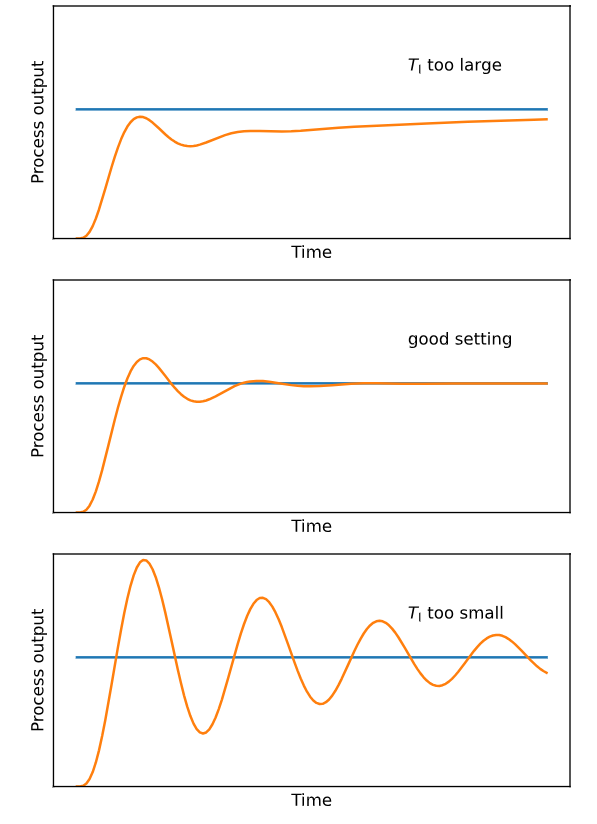 T_I too large
Process output
Time
good setting
Process output
Time
T_I too small
Process output
Time